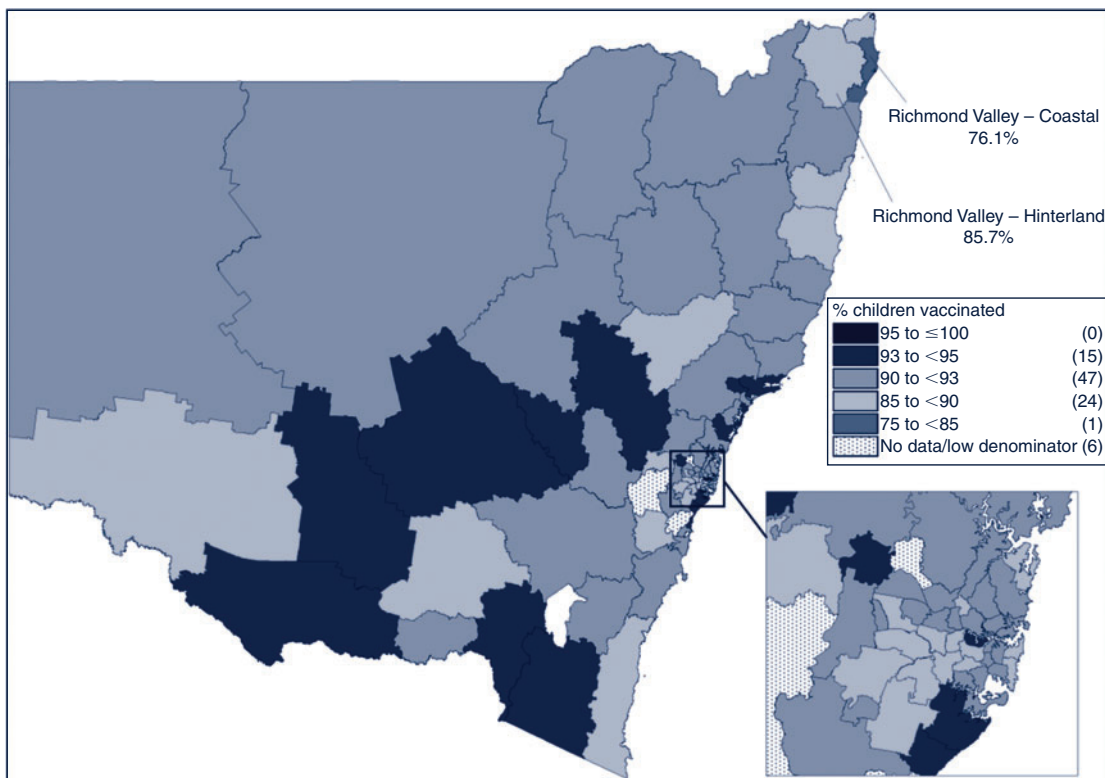 Richmond Valley – Coastal
76.1%
Richmond Valley – Hinterland
85.7%
% children vaccinated
95 to ≤100 (0)
93 to <95 (15)
90 to <93 (47)
85 to <90 (24)
75 to <85 (1)
No data/low denominator (6)